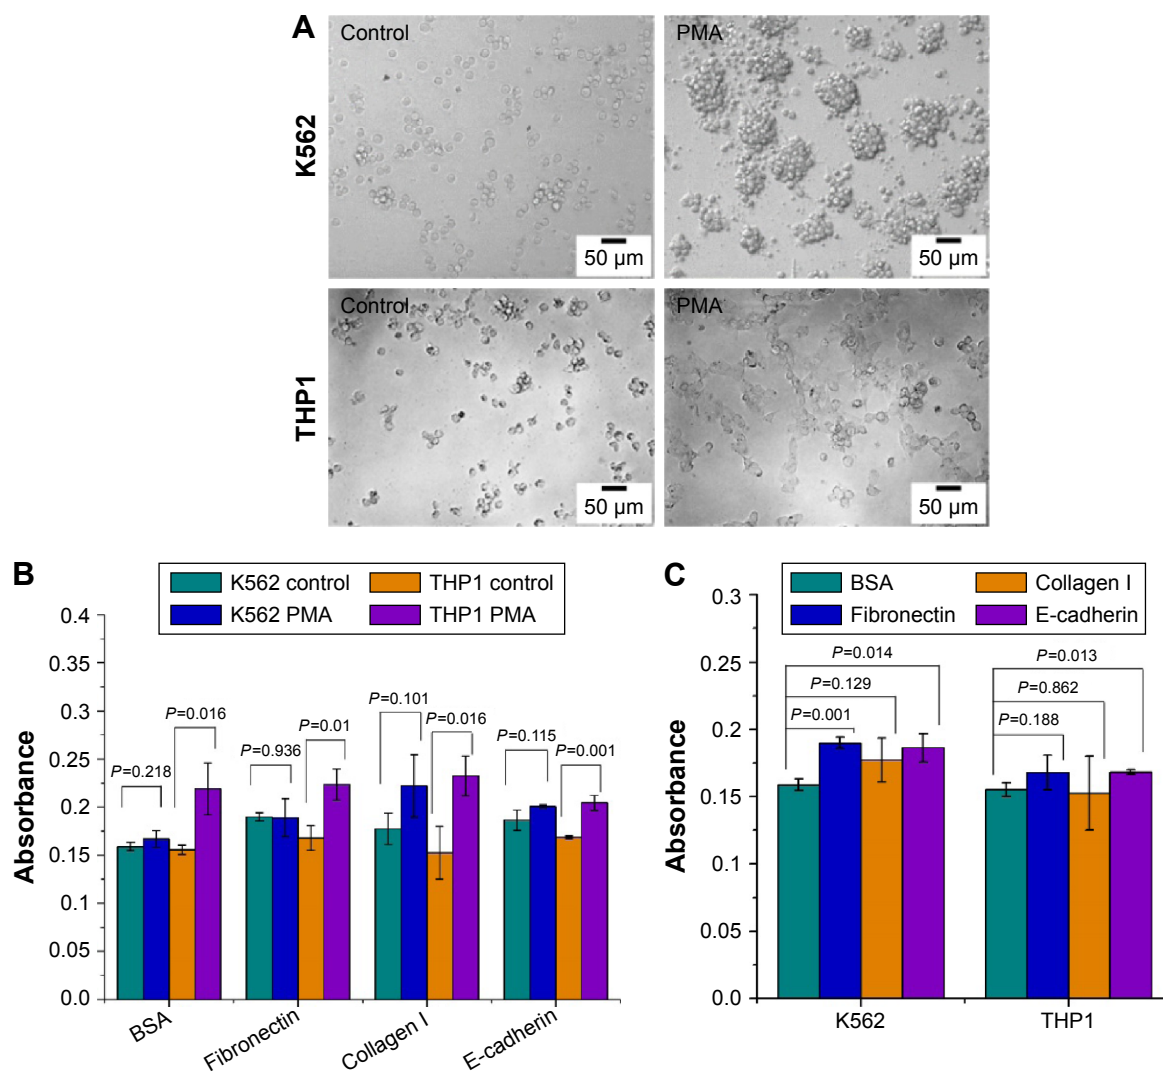 A
Control
PMA
K562
50 µm
50 µm
Control
PMA
THP1
50 µm
50 µm
B
K562 control
THP1 control
K562 PMA
THP1 PMA
Absorbance
0.4
0.35
0.3
0.25
0.2
0.15
0.1
0.05
0.0
P=0.218
P=0.016
P=0.936
P=0.01
P=0.101
P=0.016
P=0.115
P=0.001
BSA
Fibronectin
Collagen I
E-cadherin
C
BSA
Collagen I
Fibronectin
E-cadherin
Absorbance
0.3
0.25
0.20
0.15
0.10
0.05
0.0
P=0.014
P=0.129
P=0.001
P=0.013
P=0.862
P=0.188
K562
THP1